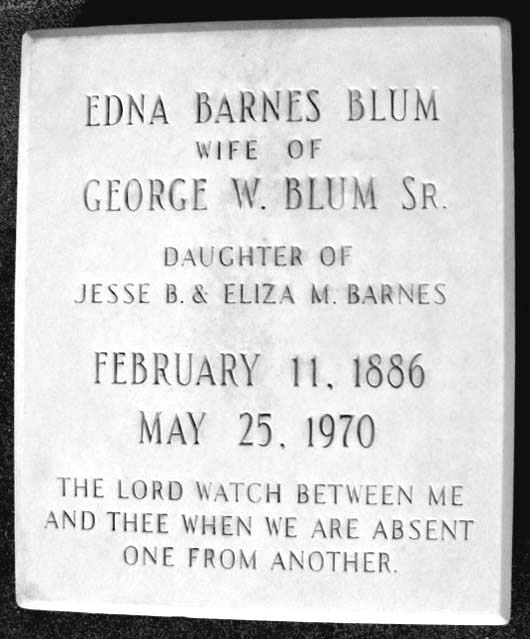 EDNA BARNES BLUM
WIFE OF
GEORGE W. BLUM SR.
DAUGHTER OF
JESSE B. & ELIZA M. BARNES
FEBRUARY 11, 1886
MAY 25, 1970
THE LORD WATCH BETWEEN ME
AND THEE WHEN WE ARE ABSENT
ONE FROM ANOTHER.